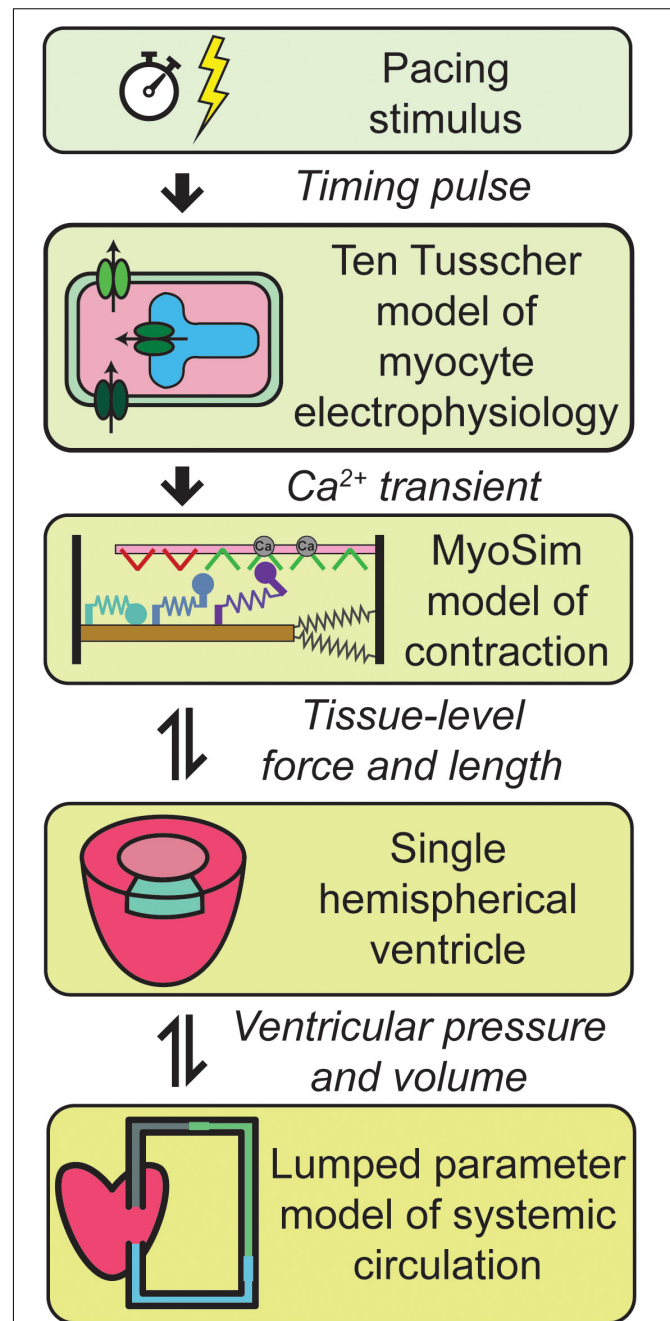 Pacing
stimulus
Timing pulse
Ten Tusscher
model of
myocyte
electrophysiology
Ca²⁺ transient
Ca Ca
MyoSim
model of
contraction
Tissue-level
force and length
Single
hemispherical
ventricle
Ventricular pressure
and volume
Lumped parameter
model of systemic
circulation